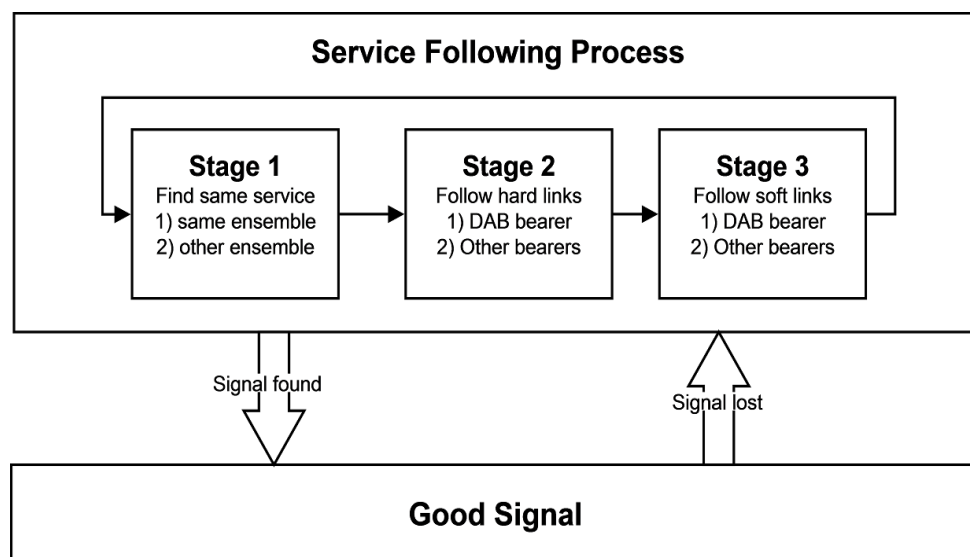 Service Following Process
Stage 1
Find same service
1) same ensemble
2) other ensemble
Stage 2
Follow hard links
1) DAB bearer
2) Other bearers
Stage 3
Follow soft links
1) DAB bearer
2) Other bearers
Signal found
Signal lost
Good Signal